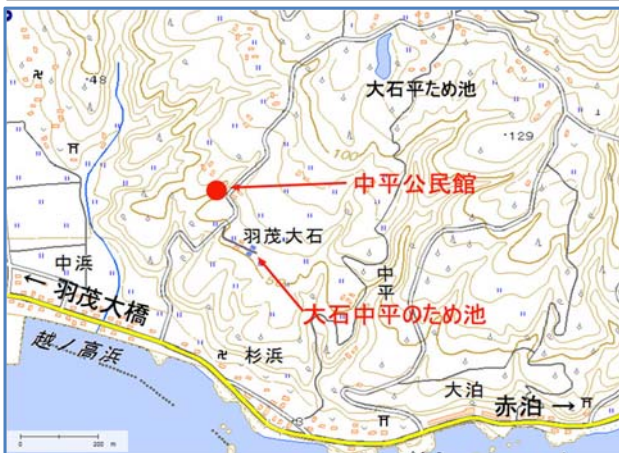 ・48
大石平ため池
・129
100
中平公民館
羽茂大石
中平
中浜
← 羽茂大橋
大石中平のため池
越ノ高浜
杉浜
大泊
赤泊 →
0 200 m